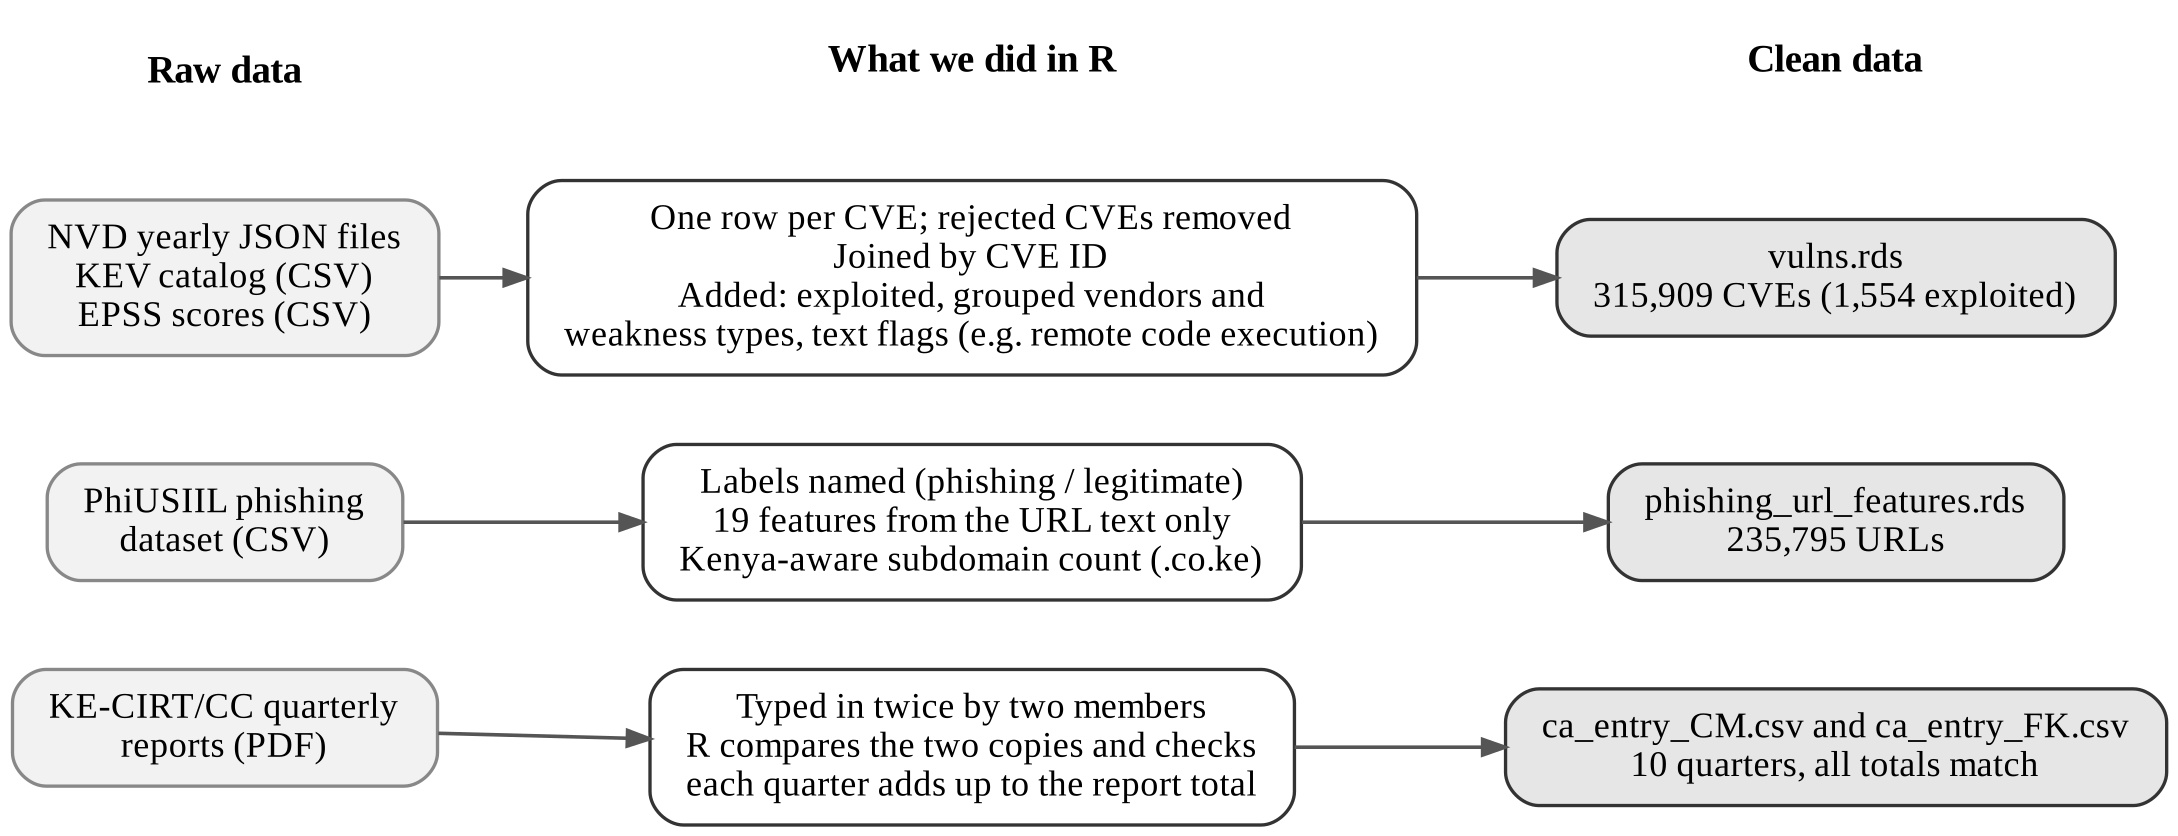 Raw data
What we did in R
Clean data
NVD yearly JSON files
KEV catalog (CSV)
EPSS scores (CSV)
One row per CVE; rejected CVEs removed
Joined by CVE ID
Added: exploited, grouped vendors and
weakness types, text flags (e.g. remote code execution)
vulns.rds
315,909 CVEs (1,554 exploited)
PhiUSIIL phishing
dataset (CSV)
Labels named (phishing / legitimate)
19 features from the URL text only
Kenya-aware subdomain count (.co.ke)
phishing_url_features.rds
235,795 URLs
KE-CIRT/CC quarterly
reports (PDF)
Typed in twice by two members
R compares the two copies and checks
each quarter adds up to the report total
ca_entry_CM.csv and ca_entry_FK.csv
10 quarters, all totals match